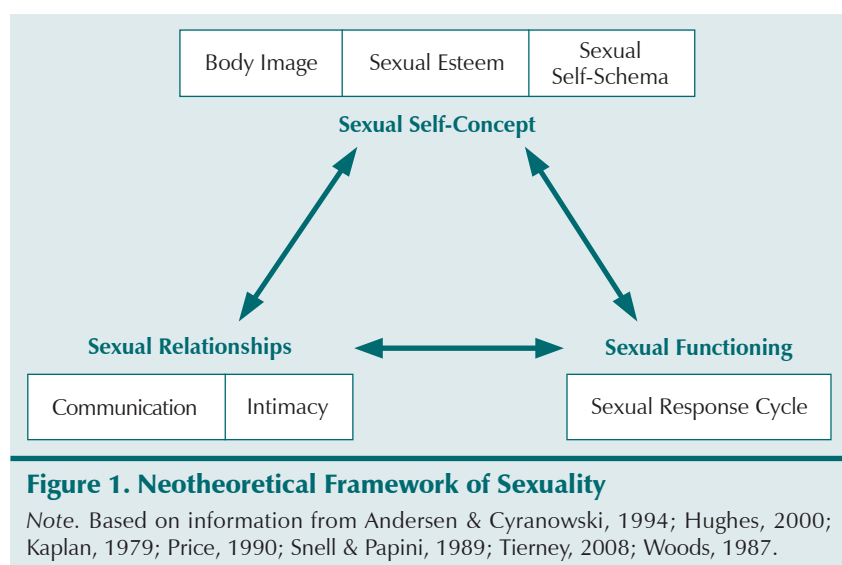 Body Image
Sexual Esteem
Sexual
Self-Schema
Sexual Self-Concept
Sexual Relationships
Sexual Functioning
Communication
Intimacy
Sexual Response Cycle
Figure 1. Neotheoretical Framework of Sexuality
Note. Based on information from Andersen & Cyranowski, 1994; Hughes, 2000;
Kaplan, 1979; Price, 1990; Snell & Papini, 1989; Tierney, 2008; Woods, 1987.